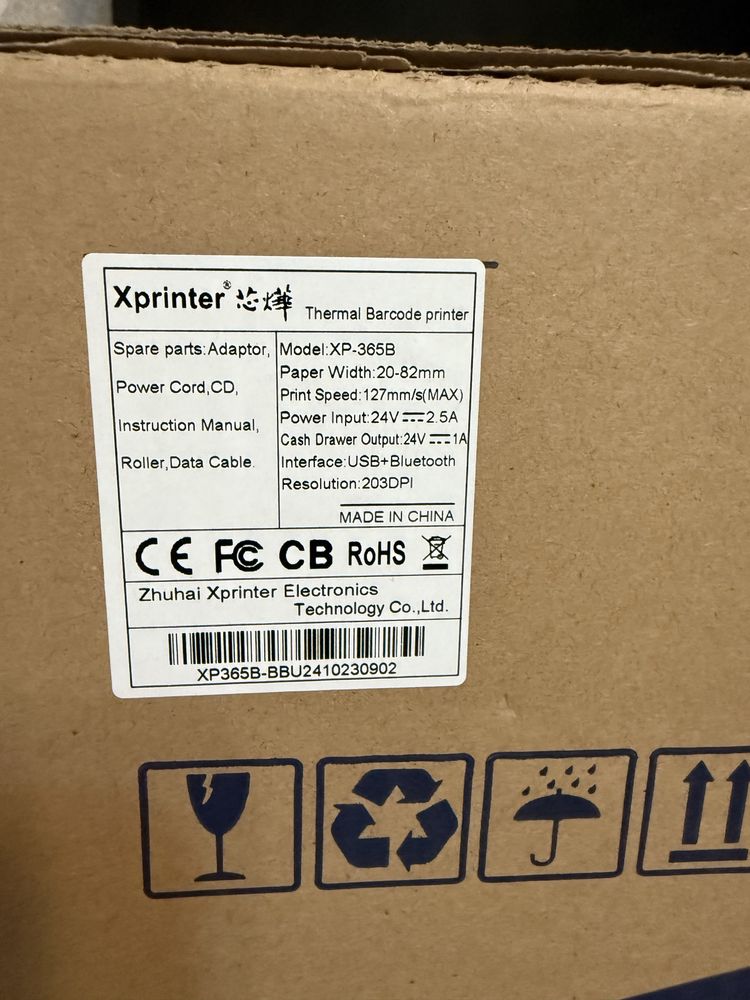 Xprinter® 芯烨 Thermal Barcode printer
Spare parts:Adaptor,
Power Cord,CD,
Instruction Manual,
Roller,Data Cable.
Model:XP-365B
Paper Width:20-82mm
Print Speed:127mm/s(MAX)
Power Input:24V⎓2.5A
Cash Drawer Output:24V⎓1A
Interface:USB+Bluetooth
Resolution:203DPI
MADE IN CHINA
CE FC CB RoHS
Zhuhai Xprinter Electronics
Technology Co.,Ltd.
XP365B-BBU2410230902